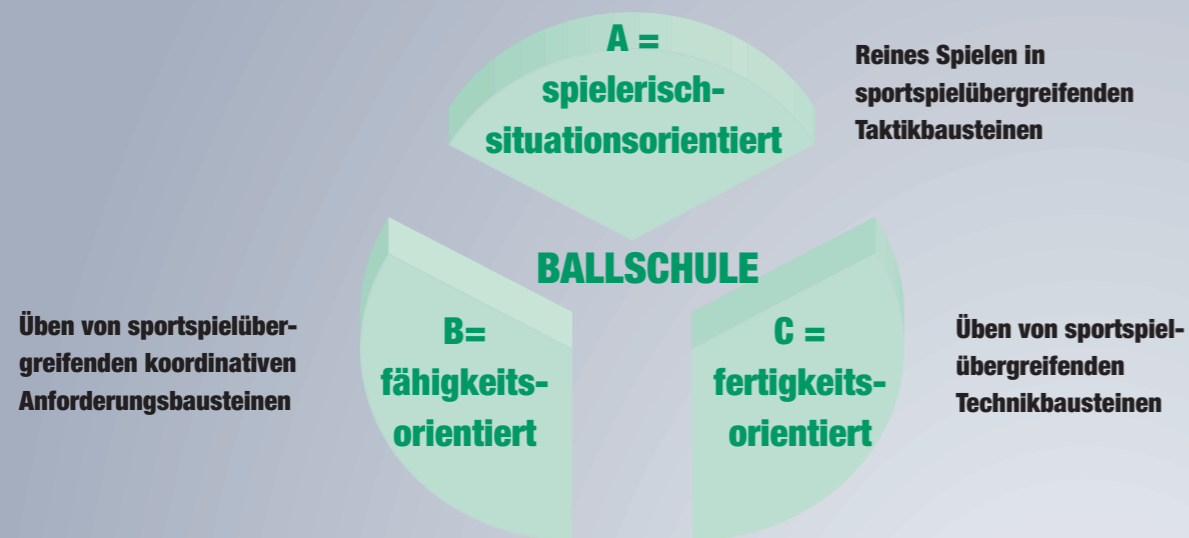 A =
spielerisch-
situationsorientiert
Reines Spielen in
sportspielübergreifenden
Taktikbausteinen
BALLSCHULE
Üben von sportspielüber-
greifenden koordinativen
Anforderungsbausteinen
B=
fähigkeits-
orientiert
C =
fertigkeits-
orientiert
Üben von sportspiel-
übergreifenden
Technikbausteinen